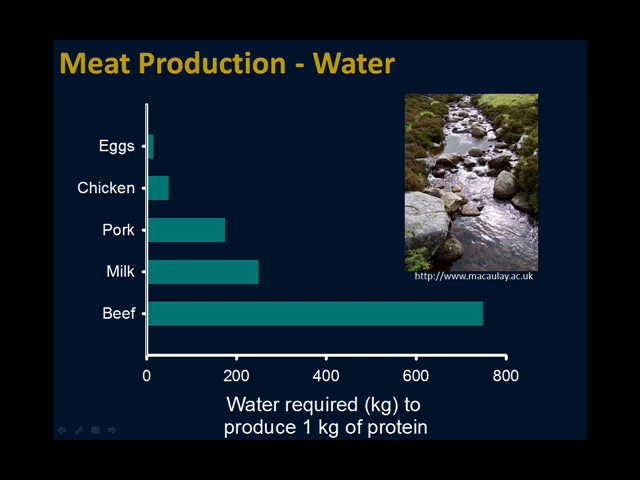 Meat Production - Water
Eggs
Chicken
Pork
Milk
Beef
0 200 400 600 800
Water required (kg) to
produce 1 kg of protein
http://www.macaulay.ac.uk